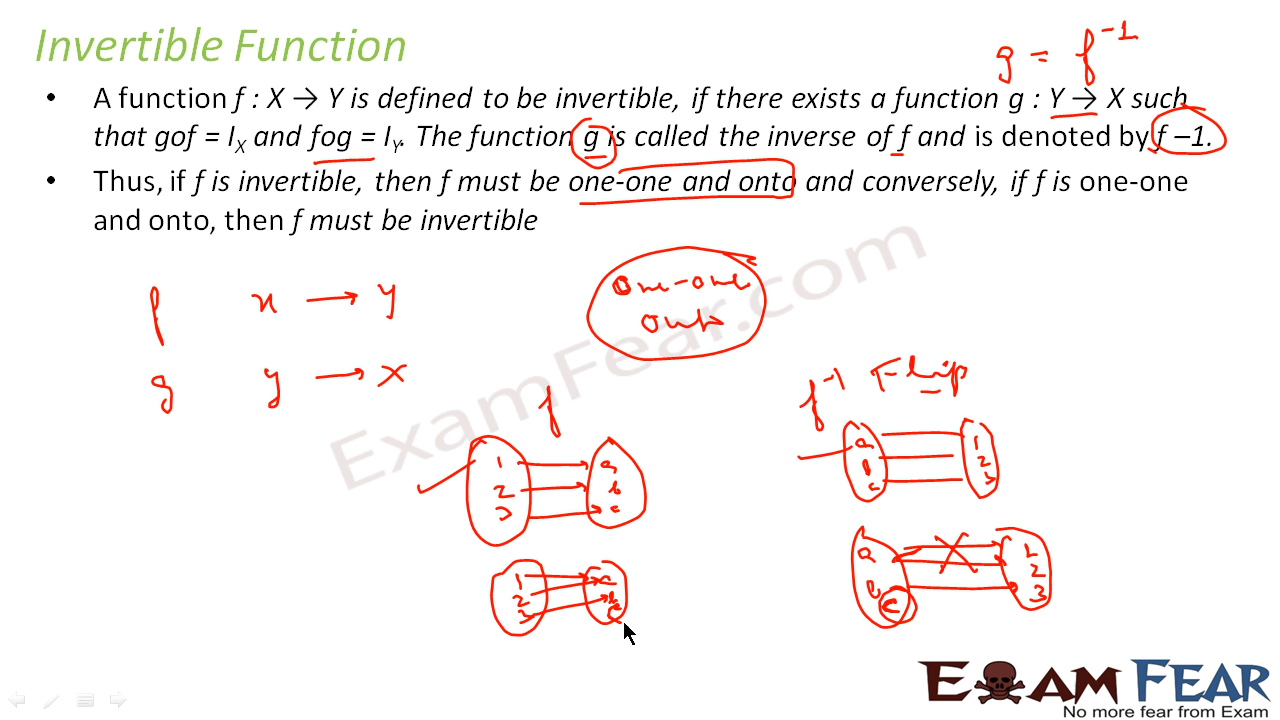 Invertible Function
g = f⁻¹
• A function f : X → Y is defined to be invertible, if there exists a function g : Y → X such
that gof = I_X and fog = I_Y. The function g is called the inverse of f and is denoted by f –1.
• Thus, if f is invertible, then f must be one-one and onto and conversely, if f is one-one
and onto, then f must be invertible
ExamFear.com
one-one
onto
f x → y
g y → x
f
1 a
2 b
3 c
f⁻¹ Flip
a 1
b 2
c 3
1 a
2 b
3 c
a 1
b 2
c 3
EXAM FEAR
No more fear from Exam